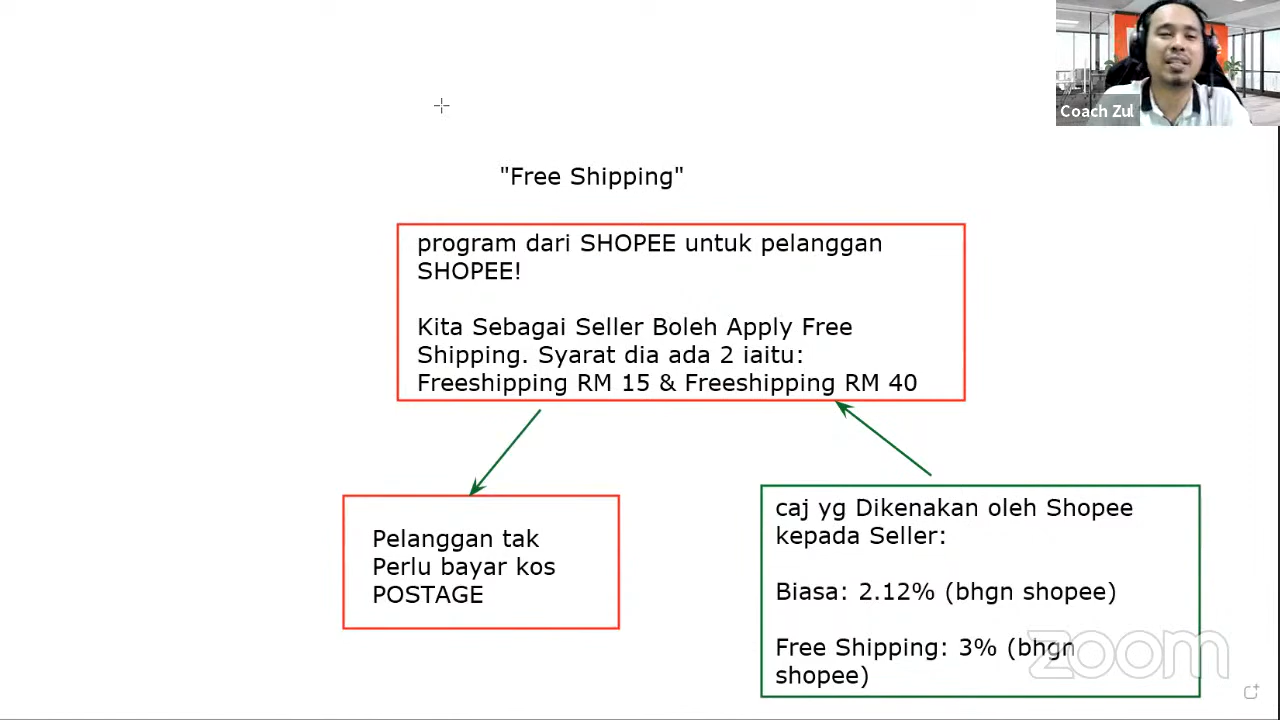 Coach Zul
"Free Shipping"
program dari SHOPEE untuk pelanggan
SHOPEE!
Kita Sebagai Seller Boleh Apply Free
Shipping. Syarat dia ada 2 iaitu:
Freeshipping RM 15 & Freeshipping RM 40
Pelanggan tak
Perlu bayar kos
POSTAGE
caj yg Dikenakan oleh Shopee
kepada Seller:
Biasa: 2.12% (bhgn shopee)
Free Shipping: 3% (bhgn
shopee)
zoom